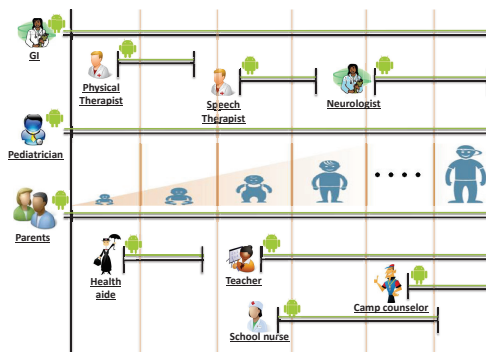 GI
Physical
Therapist
Speech
Therapist
Neurologist
Pediatrician
Parents
Health
aide
Teacher
Camp counselor
School nurse